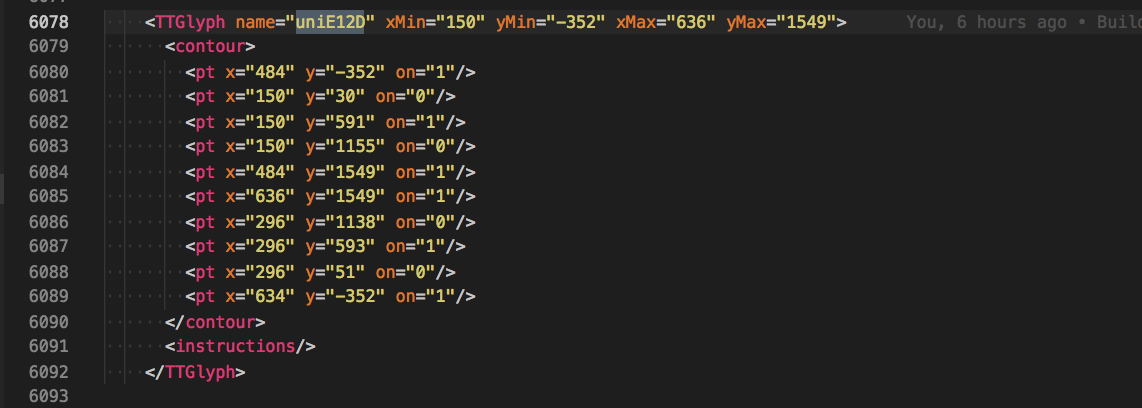 6078 <TTGlyph name="uniE12D" xMin="150" yMin="-352" xMax="636" yMax="1549"> You, 6 hours ago • Build
6079 <contour>
6080 <pt x="484" y="-352" on="1"/>
6081 <pt x="150" y="30" on="0"/>
6082 <pt x="150" y="591" on="1"/>
6083 <pt x="150" y="1155" on="0"/>
6084 <pt x="484" y="1549" on="1"/>
6085 <pt x="636" y="1549" on="1"/>
6086 <pt x="296" y="1138" on="0"/>
6087 <pt x="296" y="593" on="1"/>
6088 <pt x="296" y="51" on="0"/>
6089 <pt x="634" y="-352" on="1"/>
6090 </contour>
6091 <instructions/>
6092 </TTGlyph>
6093